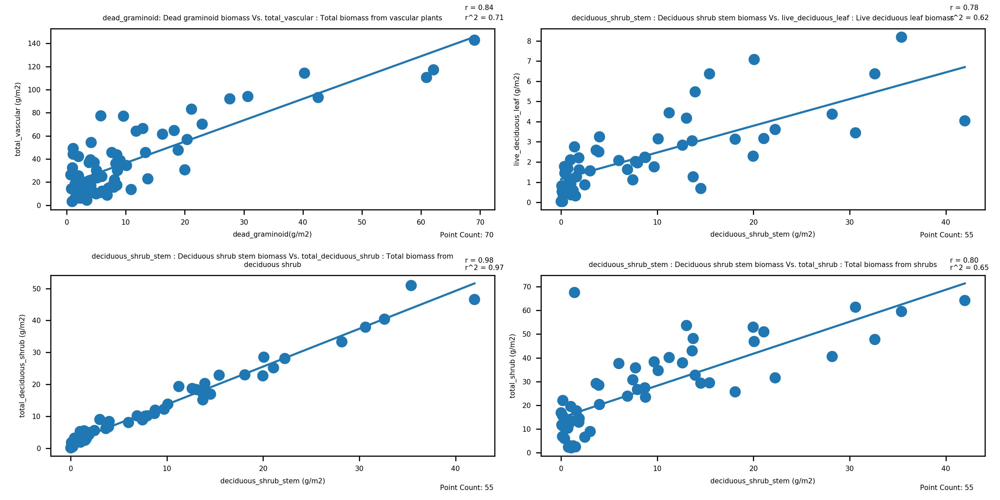 r = 0.84
dead_graminoid: Dead graminoid biomass Vs. total_vascular : Total biomass from vascular plants
r^2 = 0.71
140
120
100
80
60
40
20
0
total_vascular (g/m2)
0 10 20 30 40 50 60 70
dead_graminoid(g/m2)
Point Count: 70
r = 0.78
deciduous_shrub_stem : Deciduous shrub stem biomass Vs. live_deciduous_leaf : Live deciduous leaf biomass
r^2 = 0.62
8
7
6
5
4
3
2
1
0
live_deciduous_leaf (g/m2)
0 10 20 30 40
deciduous_shrub_stem (g/m2)
Point Count: 55
deciduous_shrub_stem : Deciduous shrub stem biomass Vs. total_deciduous_shrub : Total biomass from
deciduous shrub
r = 0.98
r^2 = 0.97
50
40
30
20
10
0
total_deciduous_shrub (g/m2)
0 10 20 30 40
deciduous_shrub_stem (g/m2)
Point Count: 55
r = 0.80
deciduous_shrub_stem : Deciduous shrub stem biomass Vs. total_shrub : Total biomass from shrubs
r^2 = 0.65
70
60
50
40
30
20
10
0
total_shrub (g/m2)
0 10 20 30 40
deciduous_shrub_stem (g/m2)
Point Count: 55